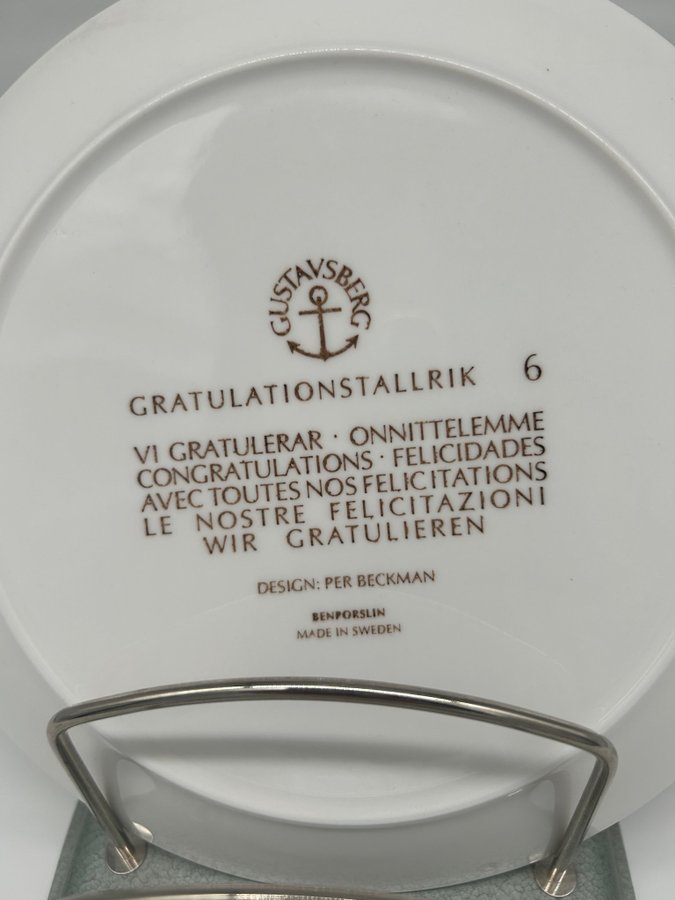 GUSTAVSBERG
GRATULATIONSTALLRIK 6
VI GRATULERAR · ONNITTELEMME
CONGRATULATIONS · FELICIDADES
AVEC TOUTES NOS FELICITATIONS
LE NOSTRE FELICITAZIONI
WIR GRATULIEREN
DESIGN: PER BECKMAN
BENPORSLIN
MADE IN SWEDEN